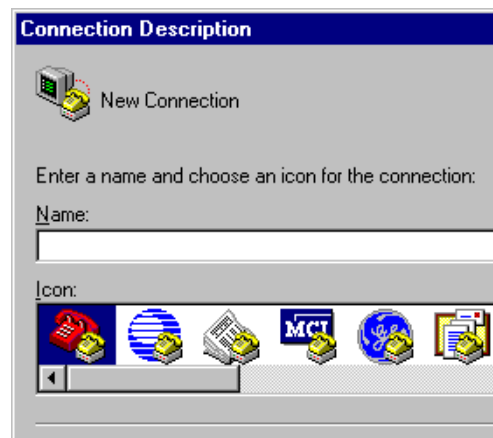 Connection Description
New Connection
Enter a name and choose an icon for the connection:
Name:
Icon:
MCI